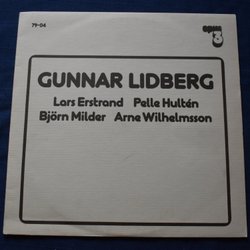 79-04
opus 3
GUNNAR LIDBERG
Lars Erstrand Pelle Hultén
Björn Milder Arne Wilhelmsson